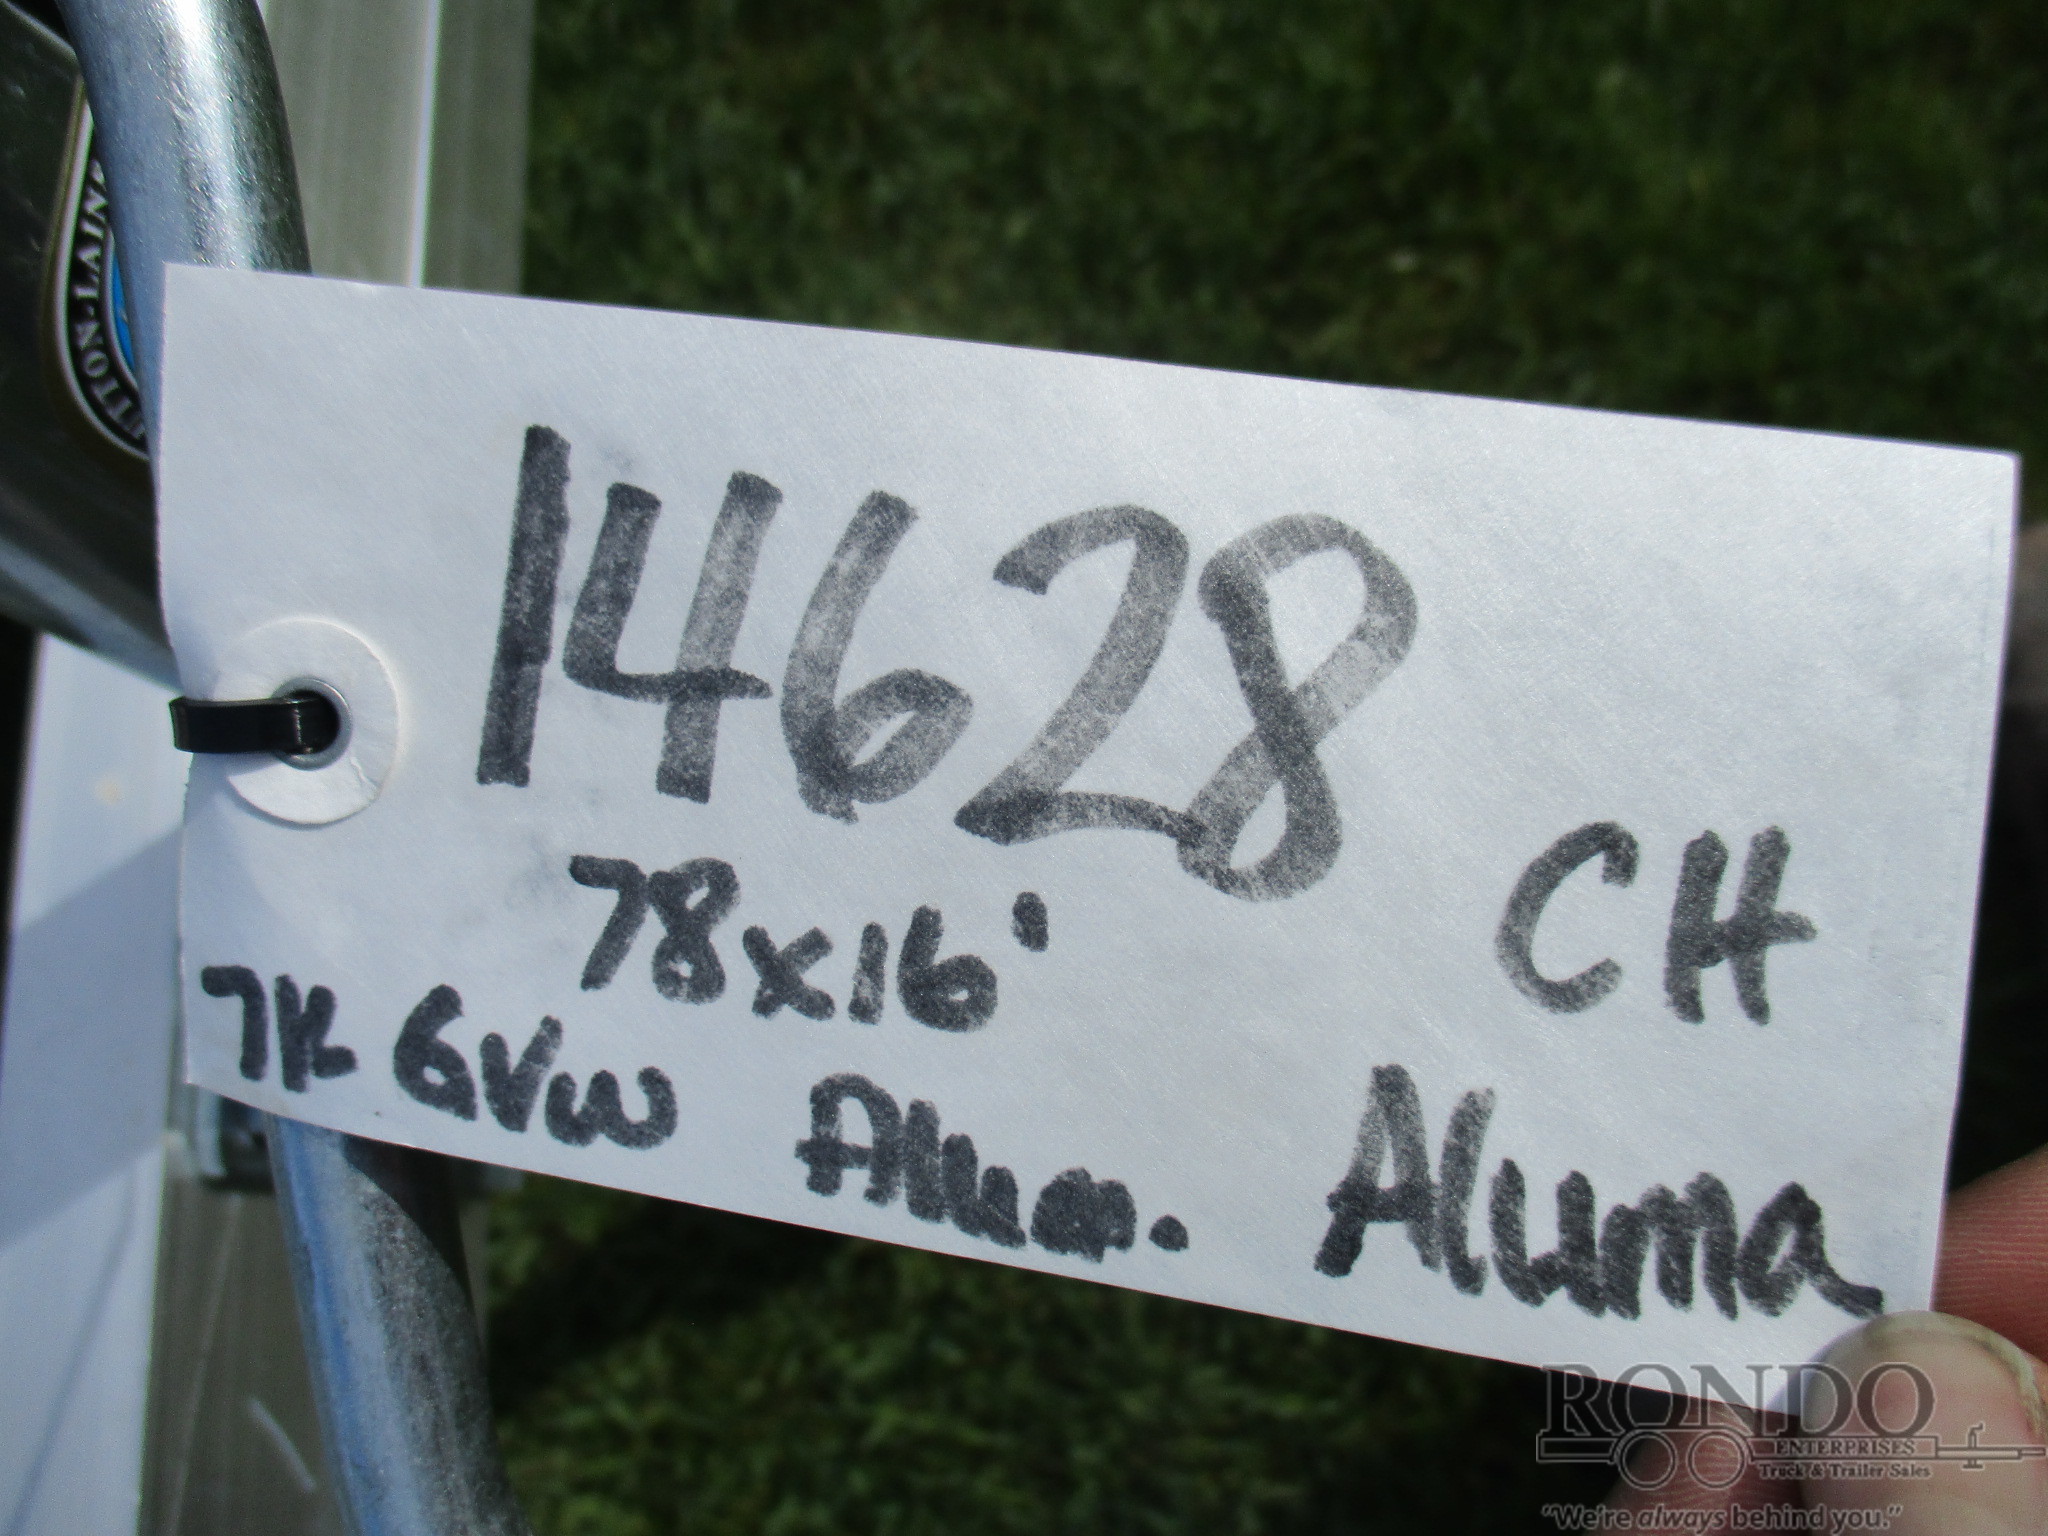 14628
78x16'
CH
7K GVW Alum. Aluma
RONDO
ENTERPRISES
Truck & Trailer Sales
"We're always behind you."